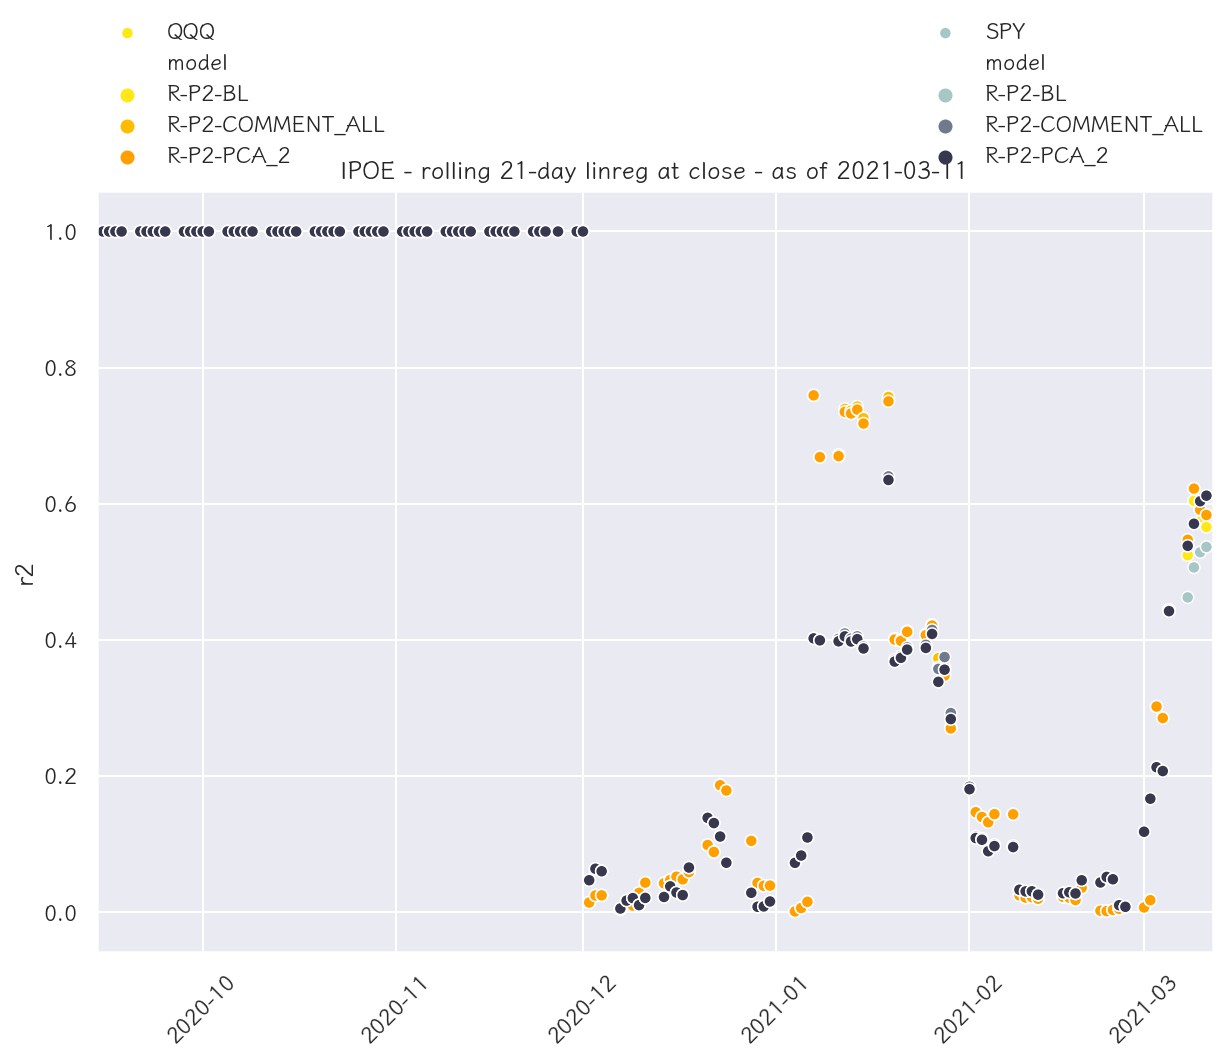 QQQ
model
R-P2-BL
R-P2-COMMENT_ALL
R-P2-PCA_2
SPY
model
R-P2-BL
R-P2-COMMENT_ALL
R-P2-PCA_2
IPOE - rolling 21-day linreg at close - as of 2021-03-11
1.0
0.8
0.6
0.4
0.2
0.0
r2
2020-10
2020-11
2020-12
2021-01
2021-02
2021-03